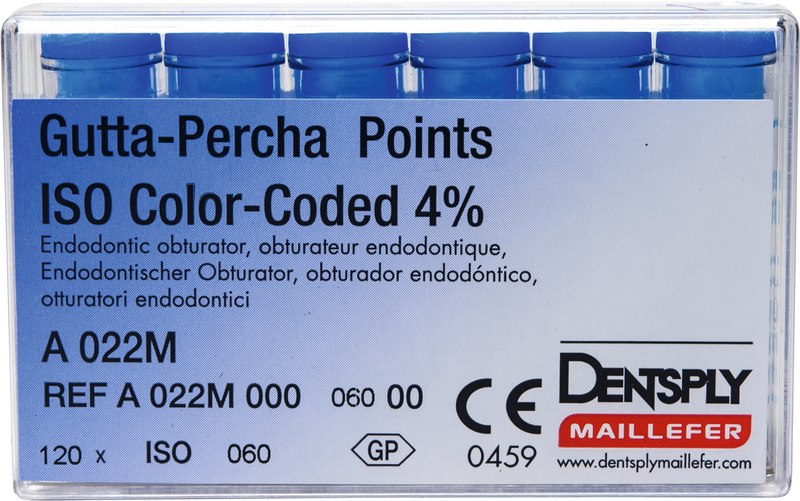 Gutta-Percha Points
ISO Color-Coded 4%
Endodontic obturator, obturateur endodontique,
Endodontischer Obturator, obturador endodóntico,
otturatori endodontici
A 022M
REF A 022M 000 060 00
120 x ISO 060
GP
CE
0459
DENTSPLY
MAILLEFER
www.dentsplymaillefer.com